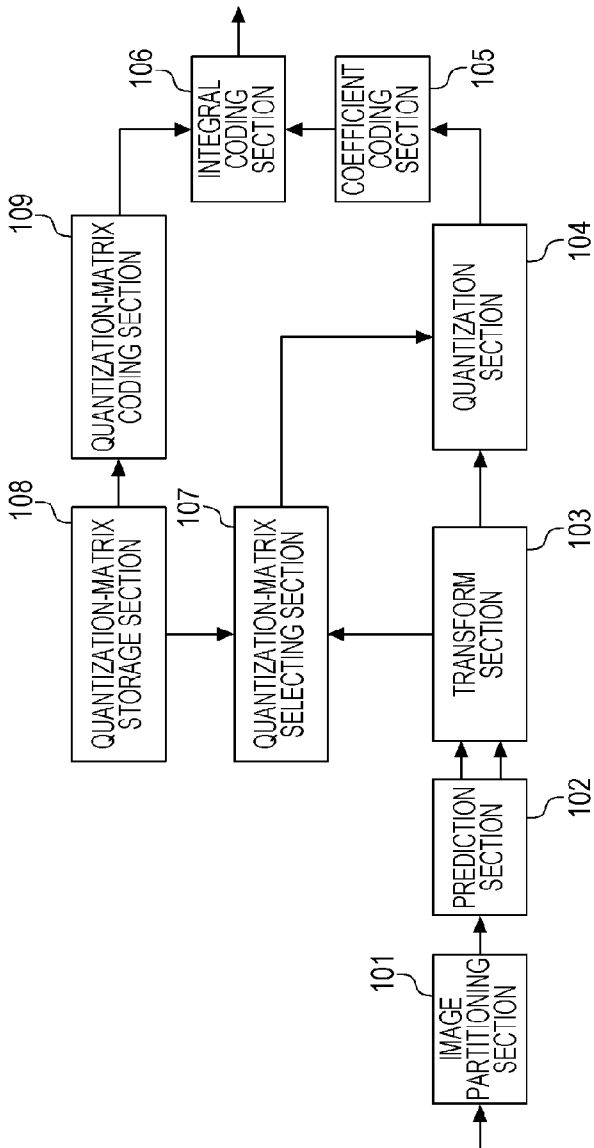 101
IMAGE
PARTITIONING
SECTION
102
PREDICTION
SECTION
103
TRANSFORM
SECTION
104
QUANTIZATION
SECTION
105
COEFFICIENT
CODING
SECTION
106
INTEGRAL
CODING
SECTION
107
QUANTIZATION-MATRIX
SELECTING SECTION
108
QUANTIZATION-MATRIX
STORAGE SECTION
109
QUANTIZATION-MATRIX
CODING SECTION